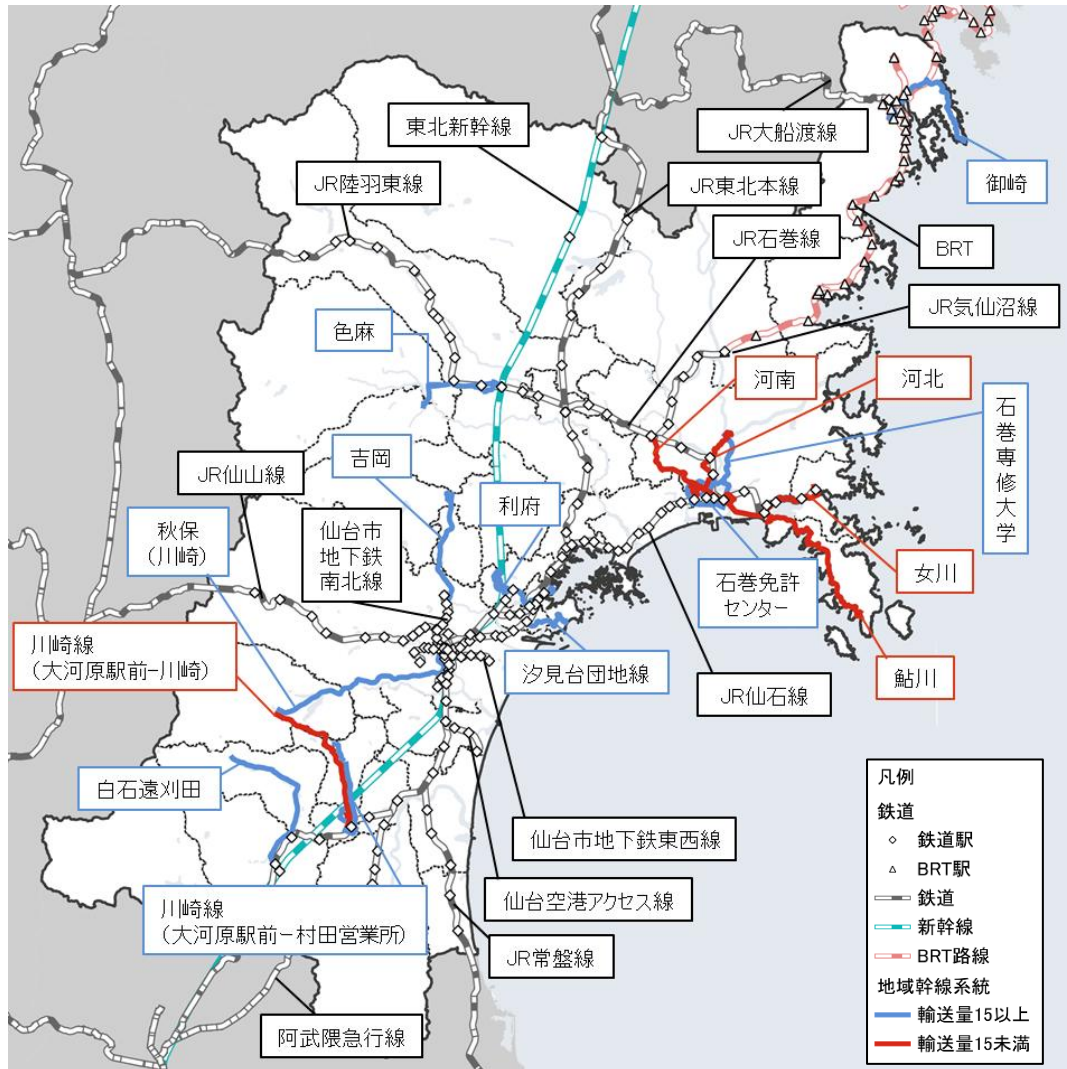 東北新幹線
JR大船渡線
御崎
JR陸羽東線
JR東北本線
JR石巻線
BRT
JR気仙沼線
色麻
河南
河北
石巻専修大学
吉岡
利府
JR仙山線
仙台市
地下鉄
南北線
秋保
(川崎)
石巻免許
センター
女川
川崎線
(大河原駅前ー川崎)
汐見台団地線
JR仙石線
鮎川
白石遠刈田
仙台市地下鉄東西線
川崎線
(大河原駅前ー村田営業所)
仙台空港アクセス線
JR常盤線
阿武隈急行線
凡例
鉄道
鉄道駅
BRT駅
鉄道
新幹線
BRT路線
地域幹線系統
輸送量15以上
輸送量15未満